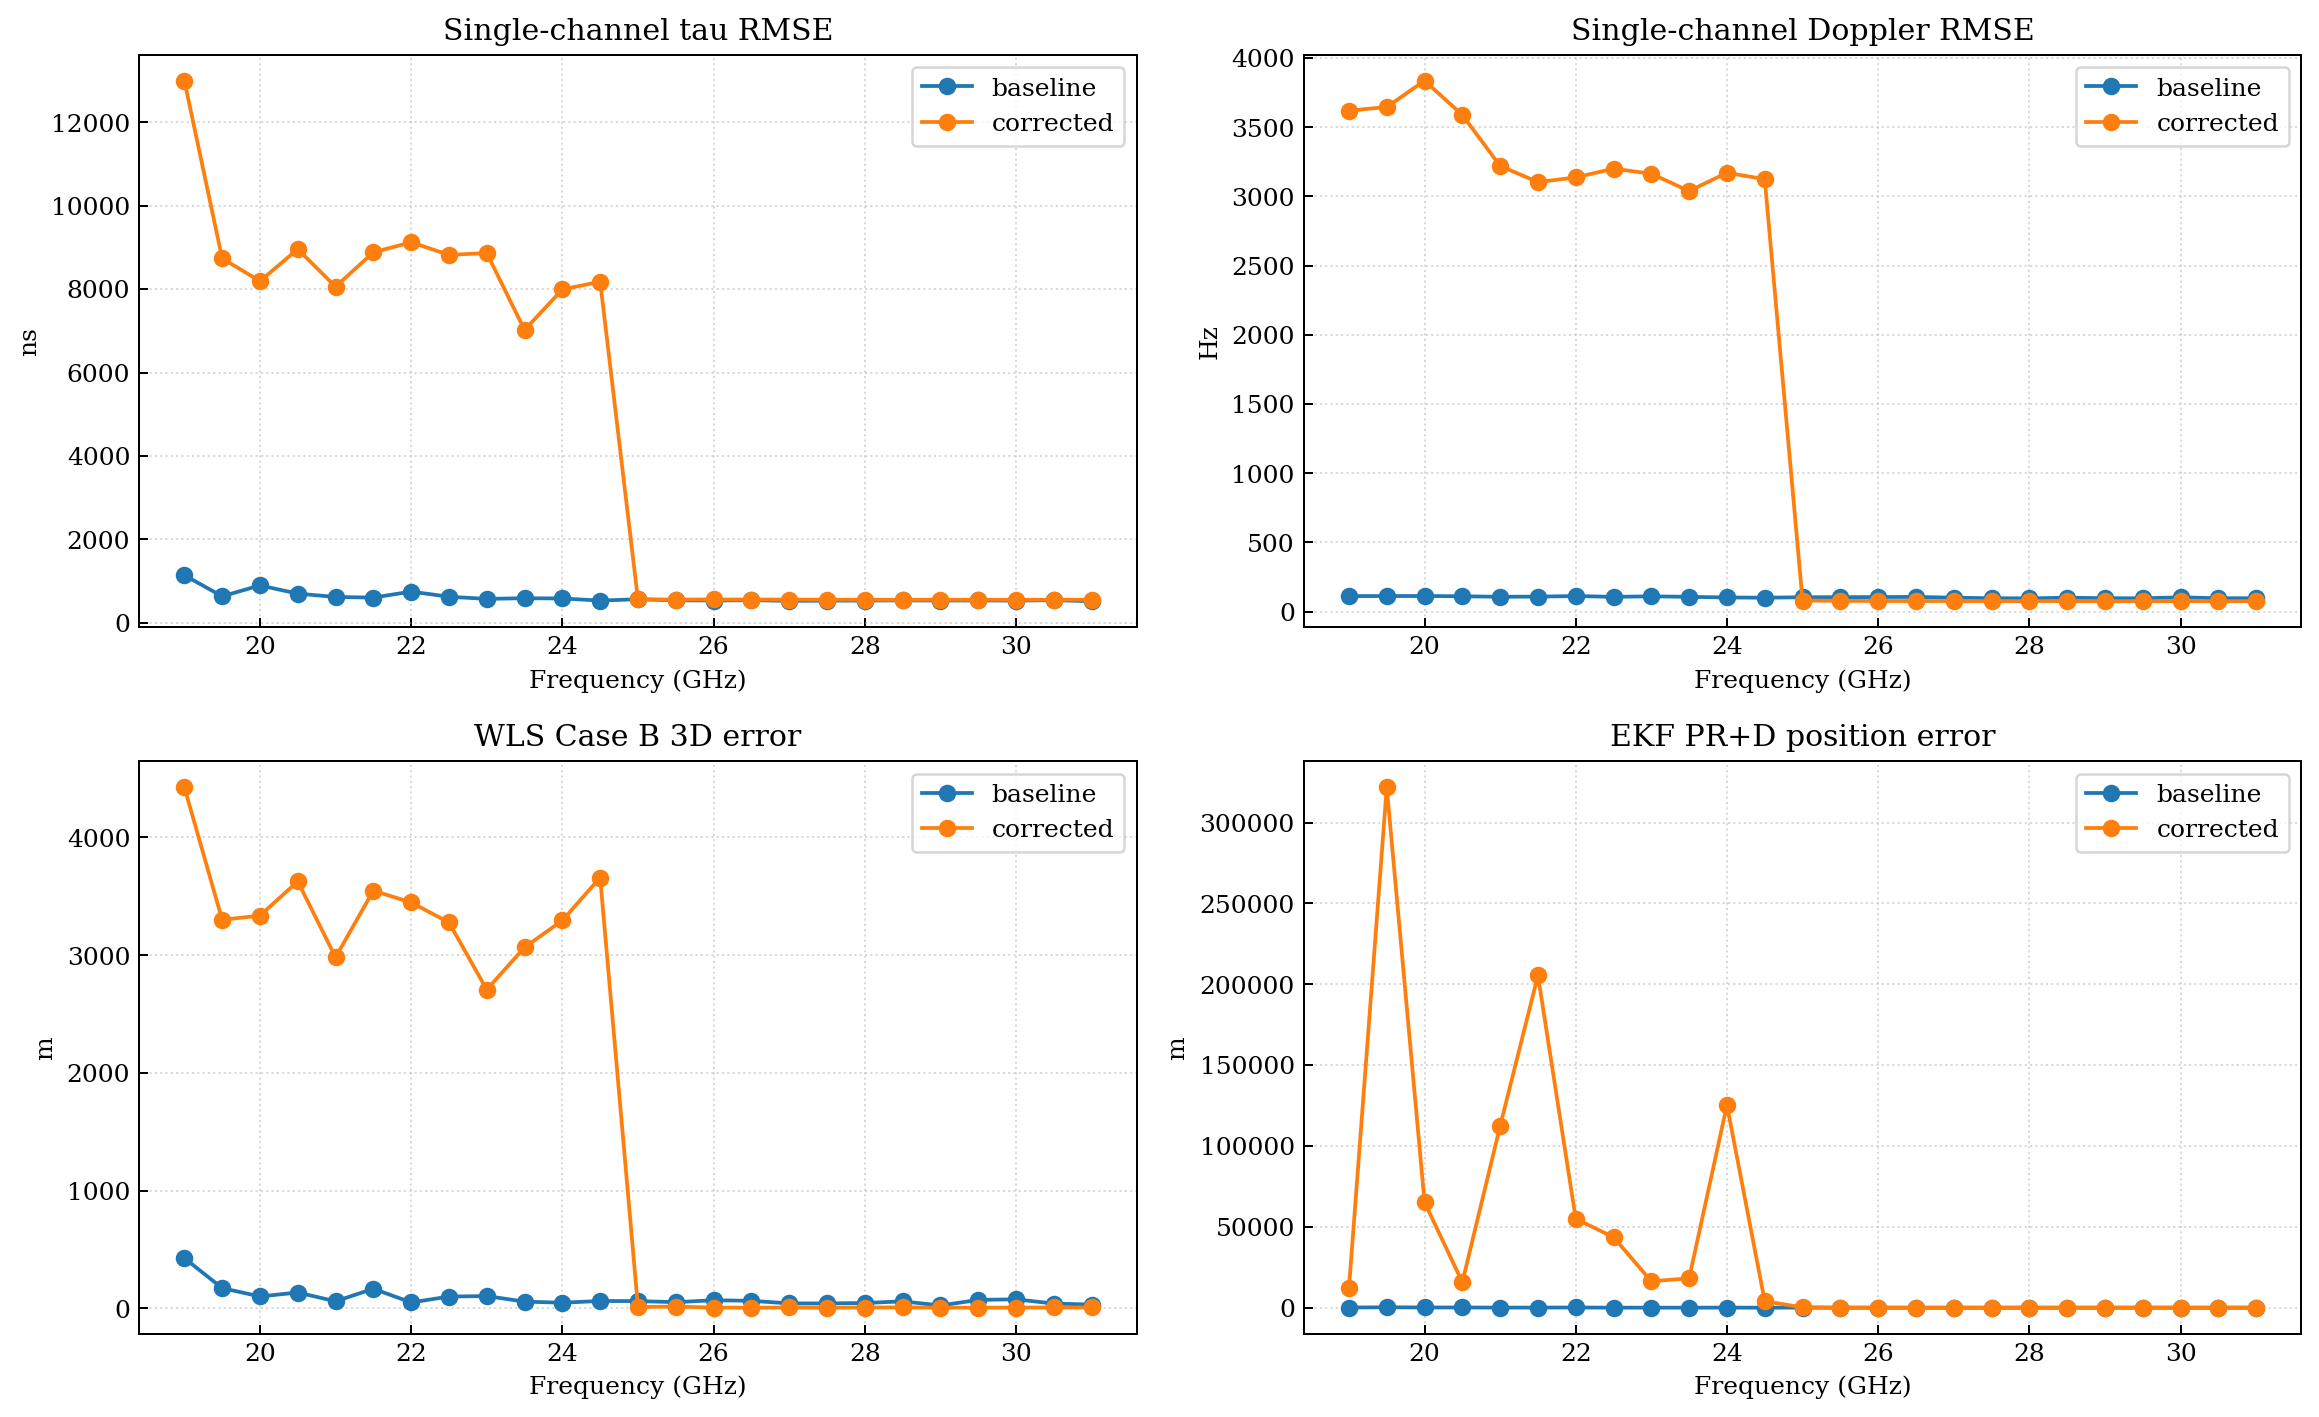 Single-channel tau RMSE
12000
10000
8000
6000
4000
2000
0
ns
baseline
corrected
20 22 24 26 28 30
Frequency (GHz)
Single-channel Doppler RMSE
4000
3500
3000
2500
2000
1500
1000
500
0
Hz
baseline
corrected
20 22 24 26 28 30
Frequency (GHz)
WLS Case B 3D error
4000
3000
2000
1000
0
m
baseline
corrected
20 22 24 26 28 30
Frequency (GHz)
EKF PR+D position error
300000
250000
200000
150000
100000
50000
0
m
baseline
corrected
20 22 24 26 28 30
Frequency (GHz)